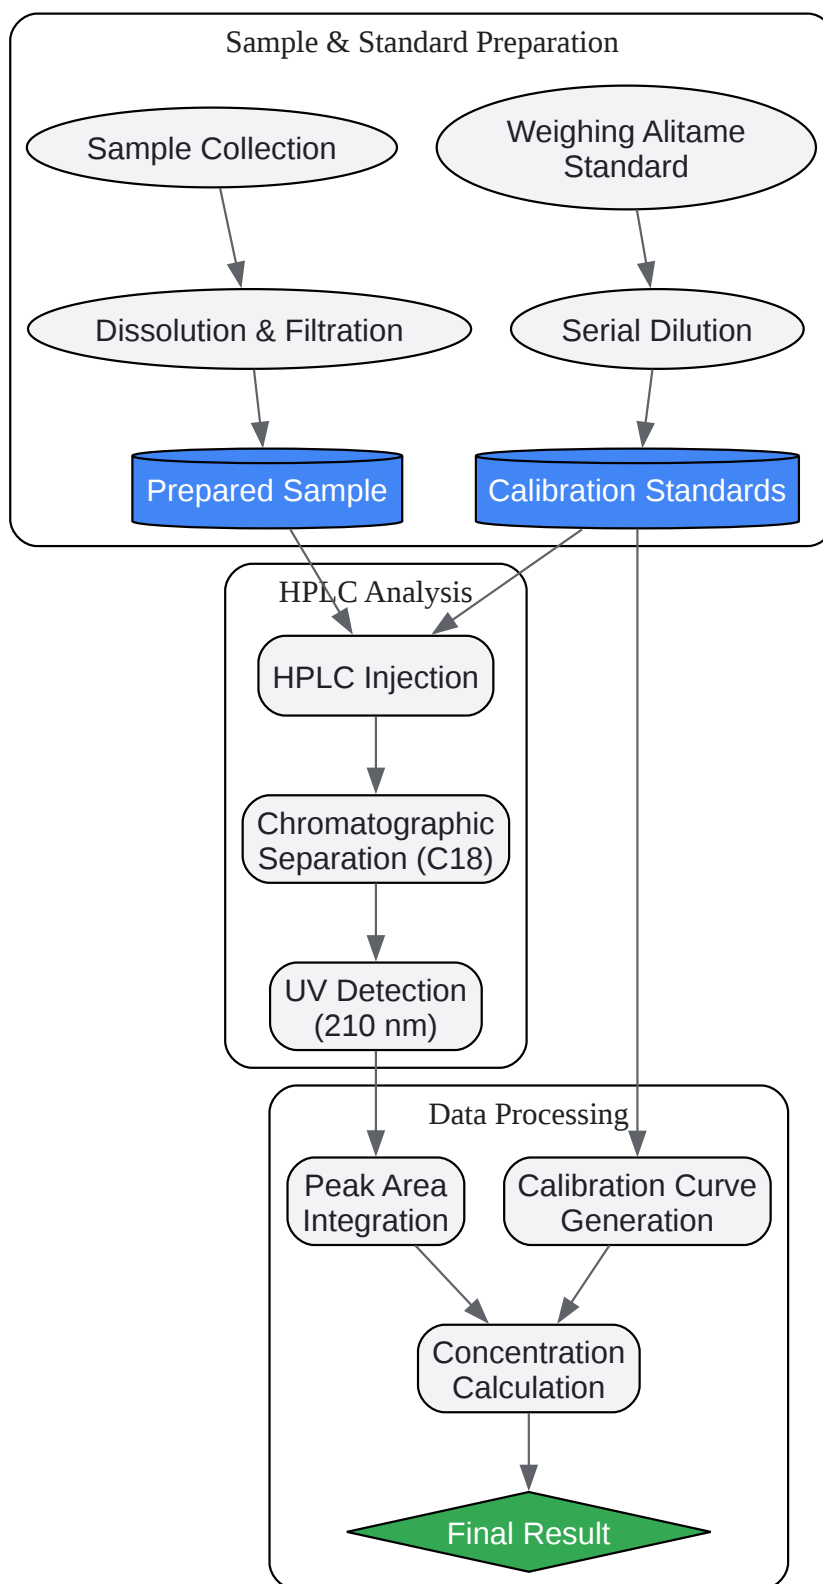 Sample & Standard Preparation
Sample Collection
Weighing Alitame
Standard
Dissolution & Filtration
Serial Dilution
Prepared Sample
Calibration Standards
HPLC Analysis
HPLC Injection
Chromatographic
Separation (C18)
UV Detection
(210 nm)
Data Processing
Peak Area
Integration
Calibration Curve
Generation
Concentration
Calculation
Final Result